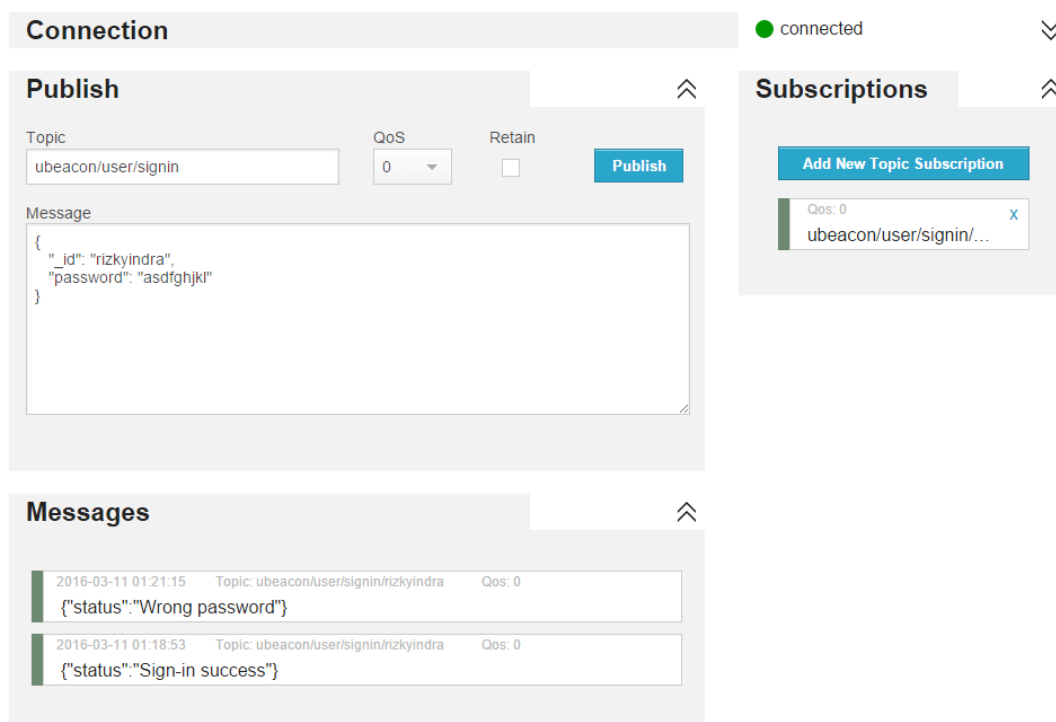 Connection
connected
Publish
Subscriptions
Topic
QoS
Retain
ubeacon/user/signin
0
Publish
Message
{
"_id": "rizkyindra",
"password": "asdfghjkl"
}
Add New Topic Subscription
Qos: 0
x
ubeacon/user/signin/...
Messages
2016-03-11 01:21:15 Topic: ubeacon/user/signin/rizkyindra Qos: 0
{"status":"Wrong password"}
2016-03-11 01:18:53 Topic: ubeacon/user/signin/rizkyindra Qos: 0
{"status":"Sign-in success"}